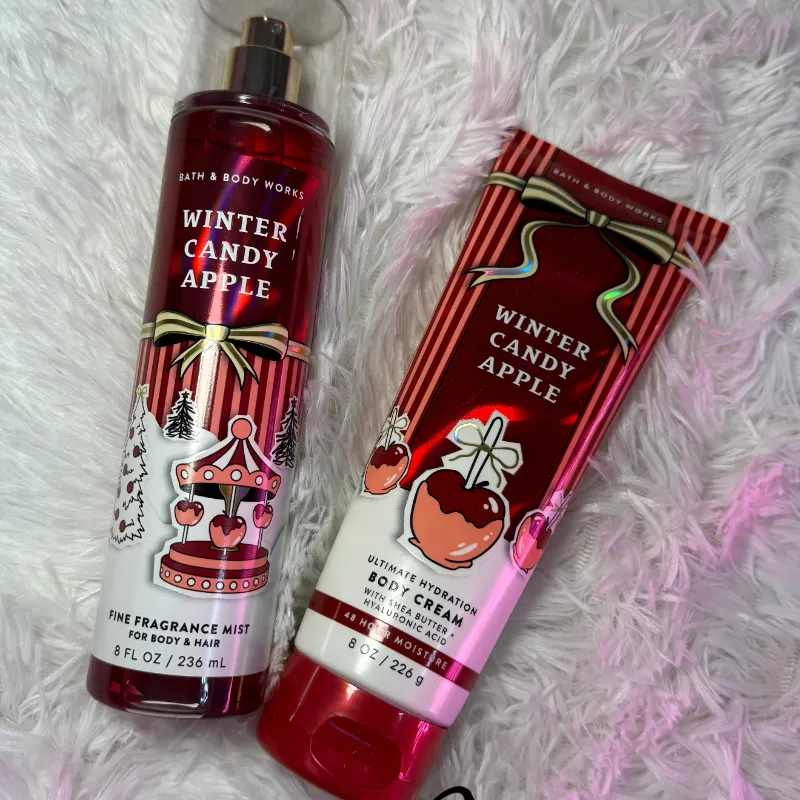 BATH & BODY WORKS
WINTER
CANDY
APPLE
FINE FRAGRANCE MIST
FOR BODY & HAIR
8 FL OZ / 236 mL
BATH & BODY WORKS
WINTER
CANDY
APPLE
ULTIMATE HYDRATION
BODY CREAM
WITH SHEA BUTTER +
HYALURONIC ACID
48 HOUR MOISTURE
8 OZ / 226 g